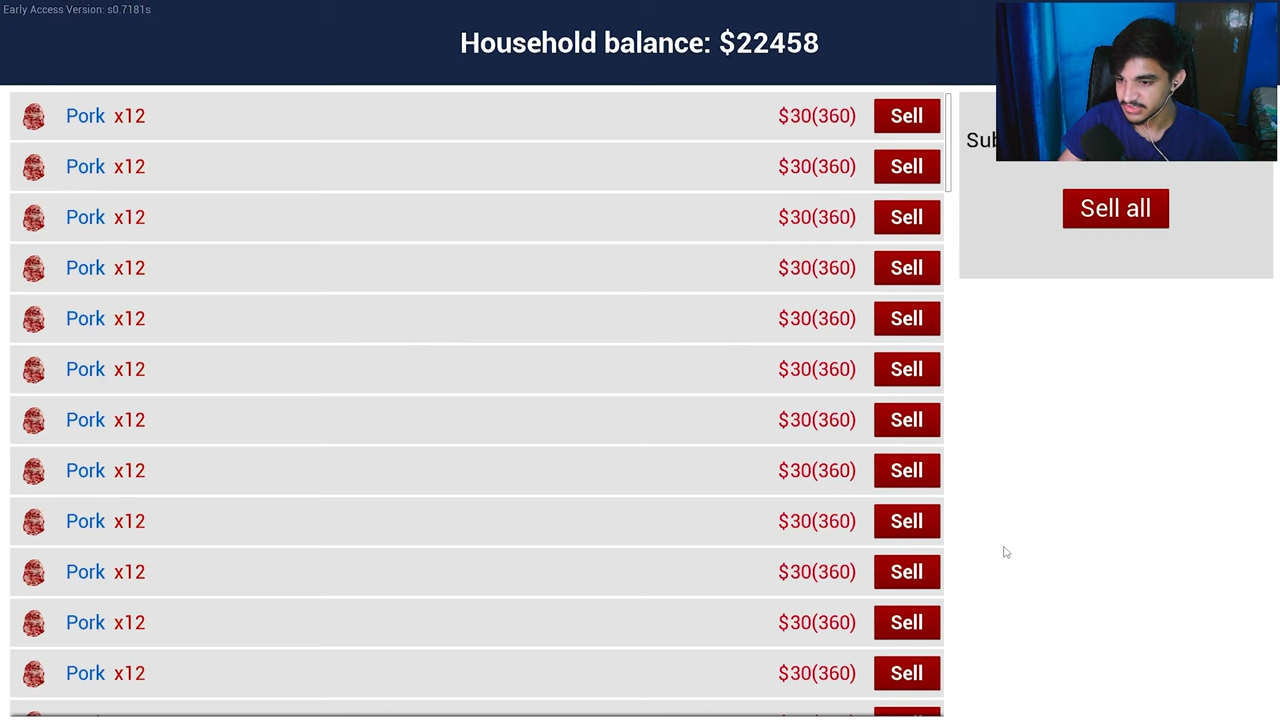 Early Access Version: s0.7181s
Household balance: $22458
Pork x12 $30(360) Sell
Pork x12 $30(360) Sell
Pork x12 $30(360) Sell
Pork x12 $30(360) Sell
Pork x12 $30(360) Sell
Pork x12 $30(360) Sell
Pork x12 $30(360) Sell
Pork x12 $30(360) Sell
Pork x12 $30(360) Sell
Pork x12 $30(360) Sell
Pork x12 $30(360) Sell
Pork x12 $30(360) Sell
Sell all